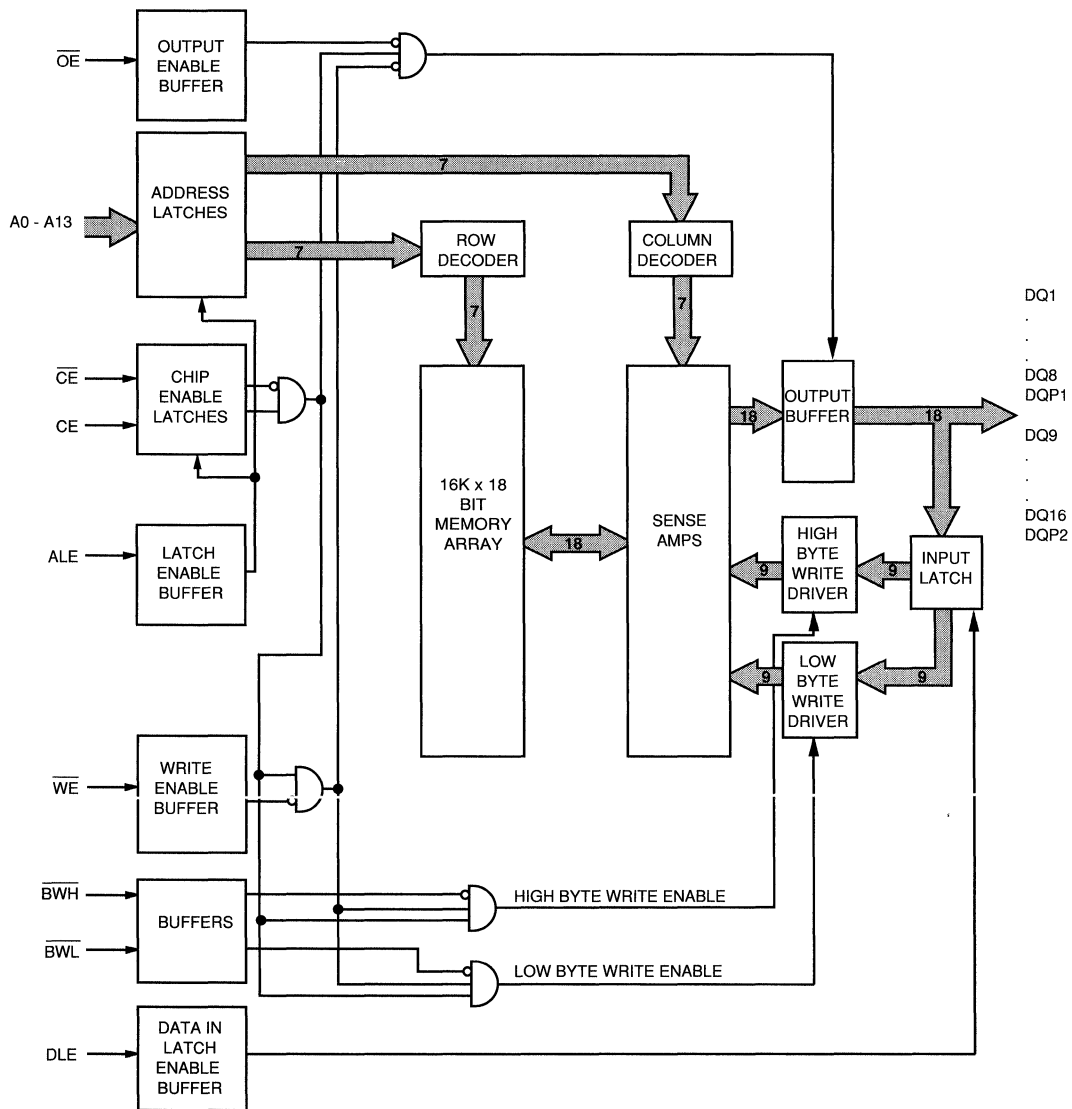 OE
OUTPUT
ENABLE
BUFFER
A0 - A13
ADDRESS
LATCHES
7
7
ROW
DECODER
COLUMN
DECODER
7
7
CE
CE
CHIP
ENABLE
LATCHES
ALE
LATCH
ENABLE
BUFFER
16K x 18
BIT
MEMORY
ARRAY
18
SENSE
AMPS
18
OUTPUT
BUFFER
18
DQ1
.
.
.
DQ8
DQP1
DQ9
.
.
.
DQ16
DQP2
HIGH
BYTE
WRITE
DRIVER
9
9
INPUT
LATCH
LOW
BYTE
WRITE
DRIVER
9
9
WE
WRITE
ENABLE
BUFFER
BWH
BWL
BUFFERS
HIGH BYTE WRITE ENABLE
LOW BYTE WRITE ENABLE
DLE
DATA IN
LATCH
ENABLE
BUFFER